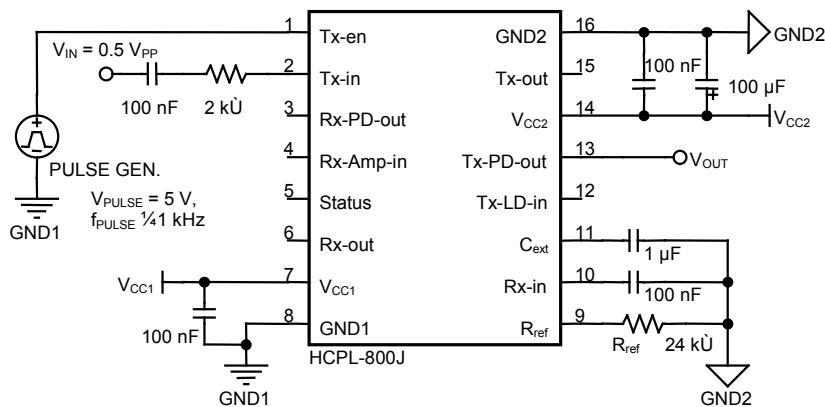 1
Tx-en
GND2
16
GND2
V_IN = 0.5 V_PP
2
Tx-in
Tx-out
15
100 nF
100 µF
100 nF
2 kÙ
3
Rx-PD-out
V_CC2
14
V_CC2
4
Rx-Amp-in
Tx-PD-out
13
V_OUT
PULSE GEN.
V_PULSE = 5 V,
f_PULSE ¼1 kHz
GND1
5
Status
Tx-LD-in
12
6
Rx-out
C_ext
11
1 µF
V_CC1
7
V_CC1
Rx-in
10
100 nF
100 nF
8
GND1
R_ref
9
R_ref
24 kÙ
HCPL-800J
GND1
GND2